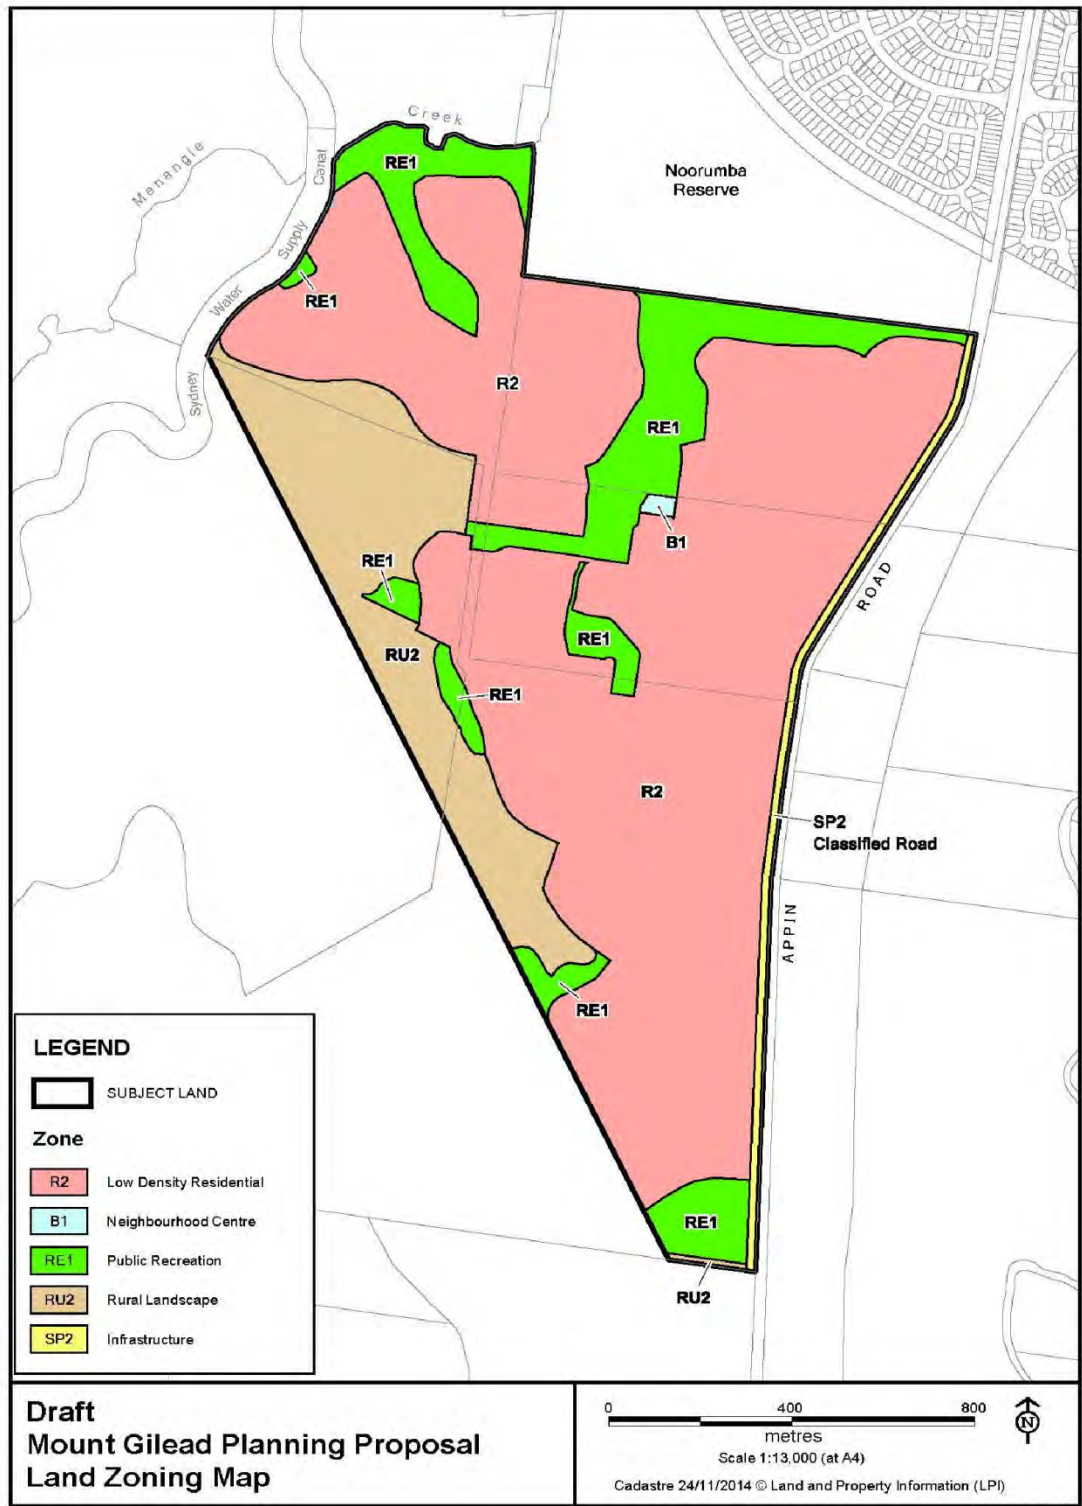 Creek
Menangle
RE1
Noorumba
Reserve
Canal
Supply
RE1
Water
Sydney
R2
RE1
B1
RE1
ROAD
RE1
RU2
RE1
R2
SP2
Classified Road
APPIN
RE1
RE1
RU2
LEGEND
SUBJECT LAND
Zone
R2 Low Density Residential
B1 Neighbourhood Centre
RE1 Public Recreation
RU2 Rural Landscape
SP2 Infrastructure
Draft
Mount Gilead Planning Proposal
Land Zoning Map
0 400 800
metres
Scale 1:13,000 (at A4)
N
Cadastre 24/11/2014 © Land and Property Information (LPI)